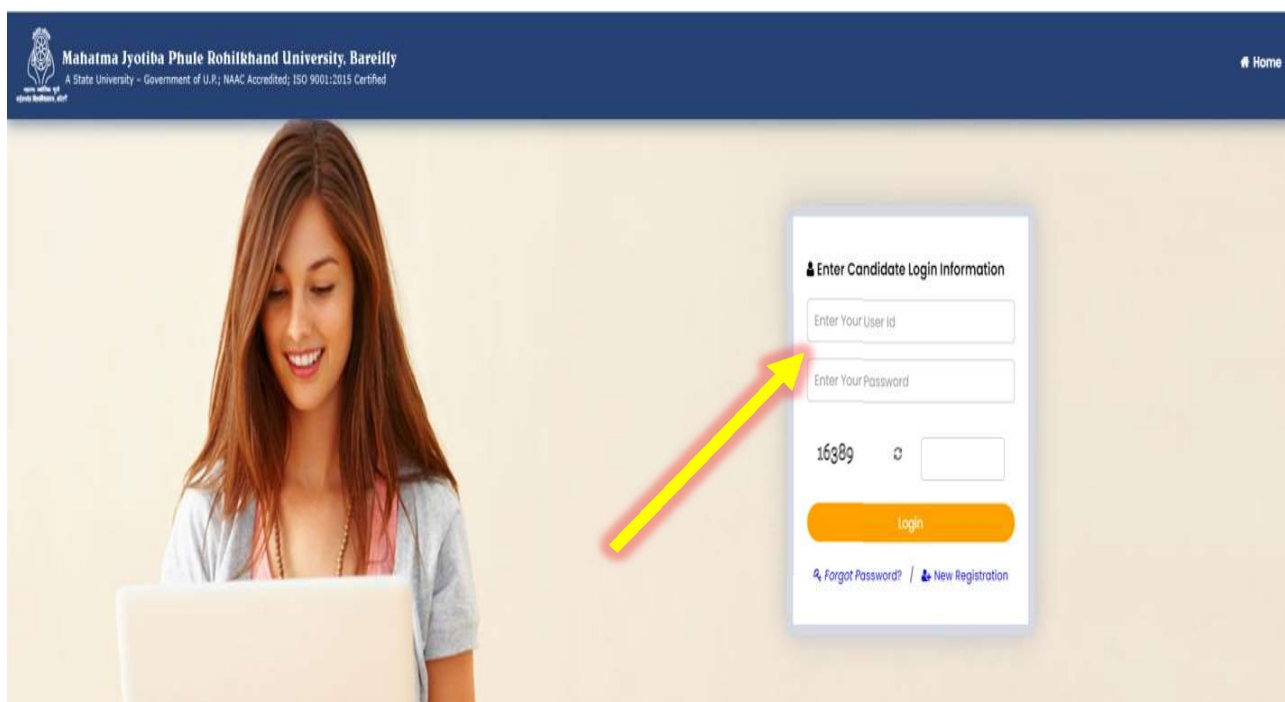 Mahatma Jyotiba Phule Rohilkhand University, Bareilly
A State University - Government of U.P.; NAAC Accredited; ISO 9001:2015 Certified
Home
Enter Candidate Login Information
Enter Your User Id
Enter Your Password
16389
Login
Forgot Password? / New Registration